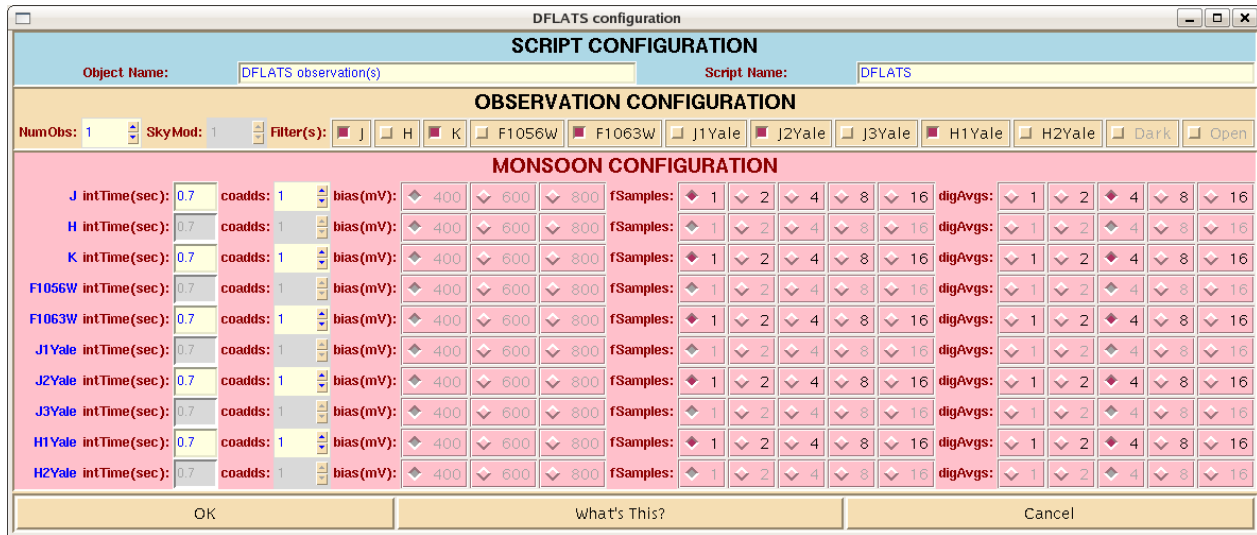 DFLATS configuration
SCRIPT CONFIGURATION
Object Name: DFLATS observation(s) Script Name: DFLATS
OBSERVATION CONFIGURATION
NumObs: 1 SkyMod: 1 Filter(s): J H K F1056W F1063W J1Yale J2Yale J3Yale H1Yale H2Yale Dark Open
MONSOON CONFIGURATION
J intTime(sec): 0.7 coadds: 1 bias(mV): 400 600 800 fSamples: 1 2 4 8 16 digAvgs: 1 2 4 8 16
H intTime(sec): 0.7 coadds: 1 bias(mV): 400 600 800 fSamples: 1 2 4 8 16 digAvgs: 1 2 4 8 16
K intTime(sec): 0.7 coadds: 1 bias(mV): 400 600 800 fSamples: 1 2 4 8 16 digAvgs: 1 2 4 8 16
F1056W intTime(sec): 0.7 coadds: 1 bias(mV): 400 600 800 fSamples: 1 2 4 8 16 digAvgs: 1 2 4 8 16
F1063W intTime(sec): 0.7 coadds: 1 bias(mV): 400 600 800 fSamples: 1 2 4 8 16 digAvgs: 1 2 4 8 16
J1Yale intTime(sec): 0.7 coadds: 1 bias(mV): 400 600 800 fSamples: 1 2 4 8 16 digAvgs: 1 2 4 8 16
J2Yale intTime(sec): 0.7 coadds: 1 bias(mV): 400 600 800 fSamples: 1 2 4 8 16 digAvgs: 1 2 4 8 16
J3Yale intTime(sec): 0.7 coadds: 1 bias(mV): 400 600 800 fSamples: 1 2 4 8 16 digAvgs: 1 2 4 8 16
H1Yale intTime(sec): 0.7 coadds: 1 bias(mV): 400 600 800 fSamples: 1 2 4 8 16 digAvgs: 1 2 4 8 16
H2Yale intTime(sec): 0.7 coadds: 1 bias(mV): 400 600 800 fSamples: 1 2 4 8 16 digAvgs: 1 2 4 8 16
OK What's This? Cancel